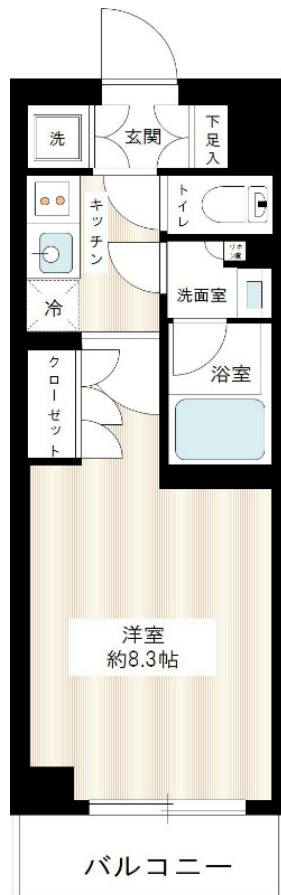 洗
玄関
下足入
キッチン
トイレ
リネン室
洗面室
冷
浴室
クローゼット
洋室
約8.3帖
バルコニー